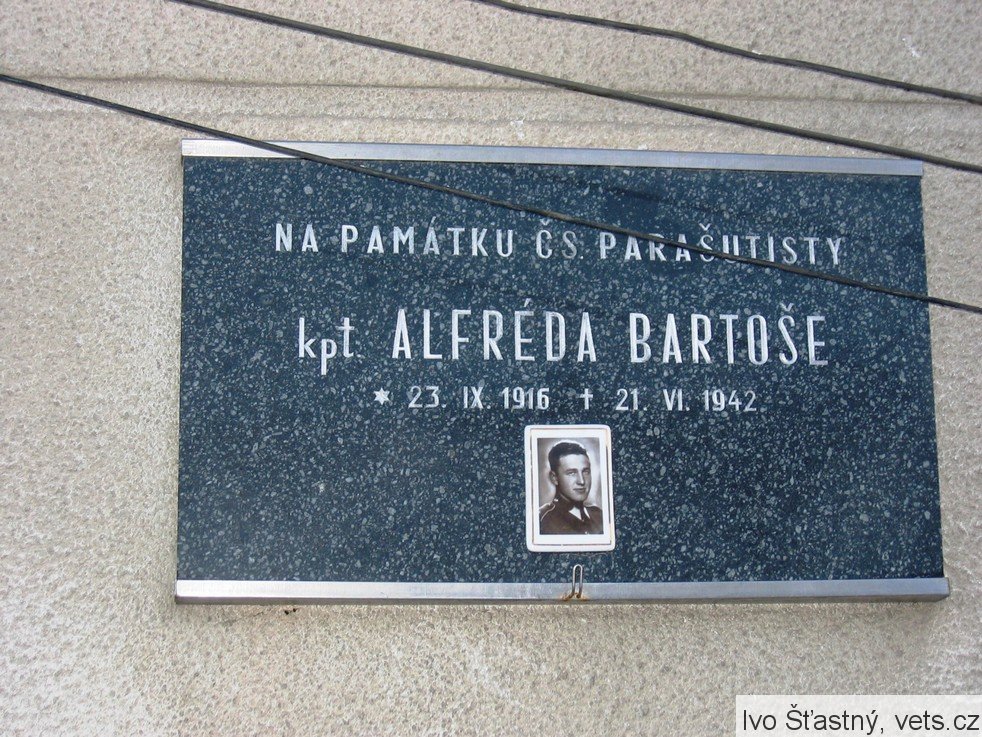 NA PAMÁTKU ČS. PARAŠUTISTY
kpt. ALFRÉDA BARTOŠE
* 23. IX. 1916 † 21. VI. 1942
Ivo Šťastný, vets.cz